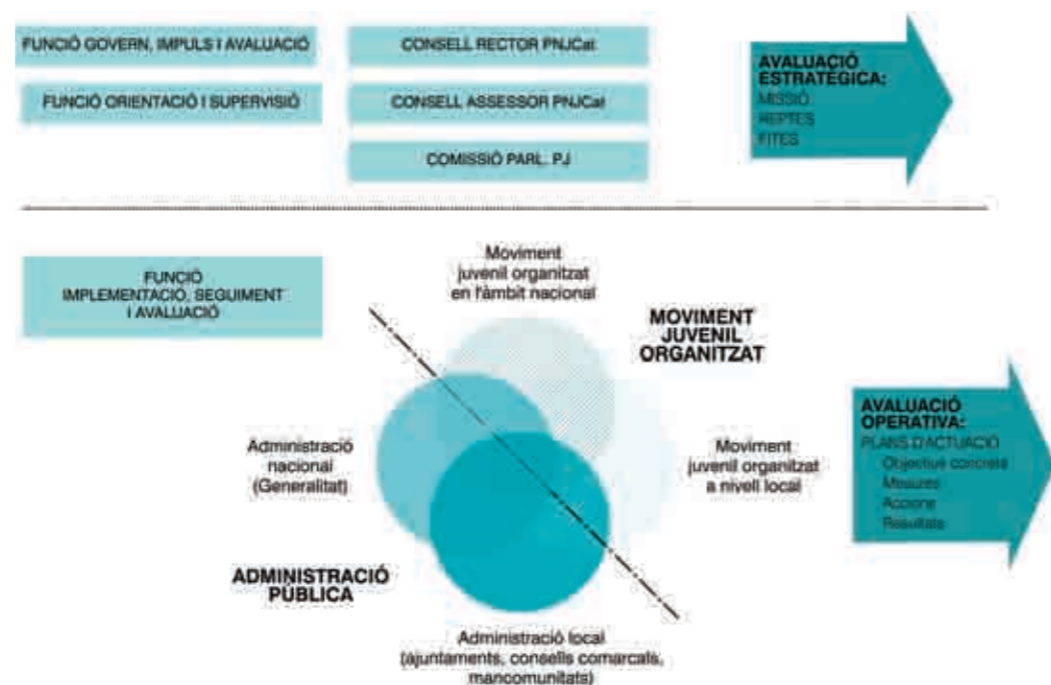 FUNCIÓ GOVERN, IMPULS I AVALUACIÓ
CONSELL RECTOR PNJCat
FUNCIÓ ORIENTACIÓ I SUPERVISIÓ
CONSELL ASSESSOR PNJCat
COMISSIÓ PARL. PJ
AVALUACIÓ
ESTRATÈGICA:
MISSIÓ
REPTES
FITES
FUNCIÓ
IMPLEMENTACIÓ, SEGUIMENT
I AVALUACIÓ
Moviment
juvenil organitzat
en l'àmbit nacional
MOVIMENT
JUVENIL
ORGANITZAT
Administració
nacional
(Generalitat)
Moviment
juvenil organitzat
a nivell local
AVALUACIÓ
OPERATIVA:
PLANS D'ACTUACIÓ
Objectius concrets
Mesures
Accions
Resultats
ADMINISTRACIÓ
PÚBLICA
Administració local
(ajuntaments, consells comarcals,
mancomunitats)